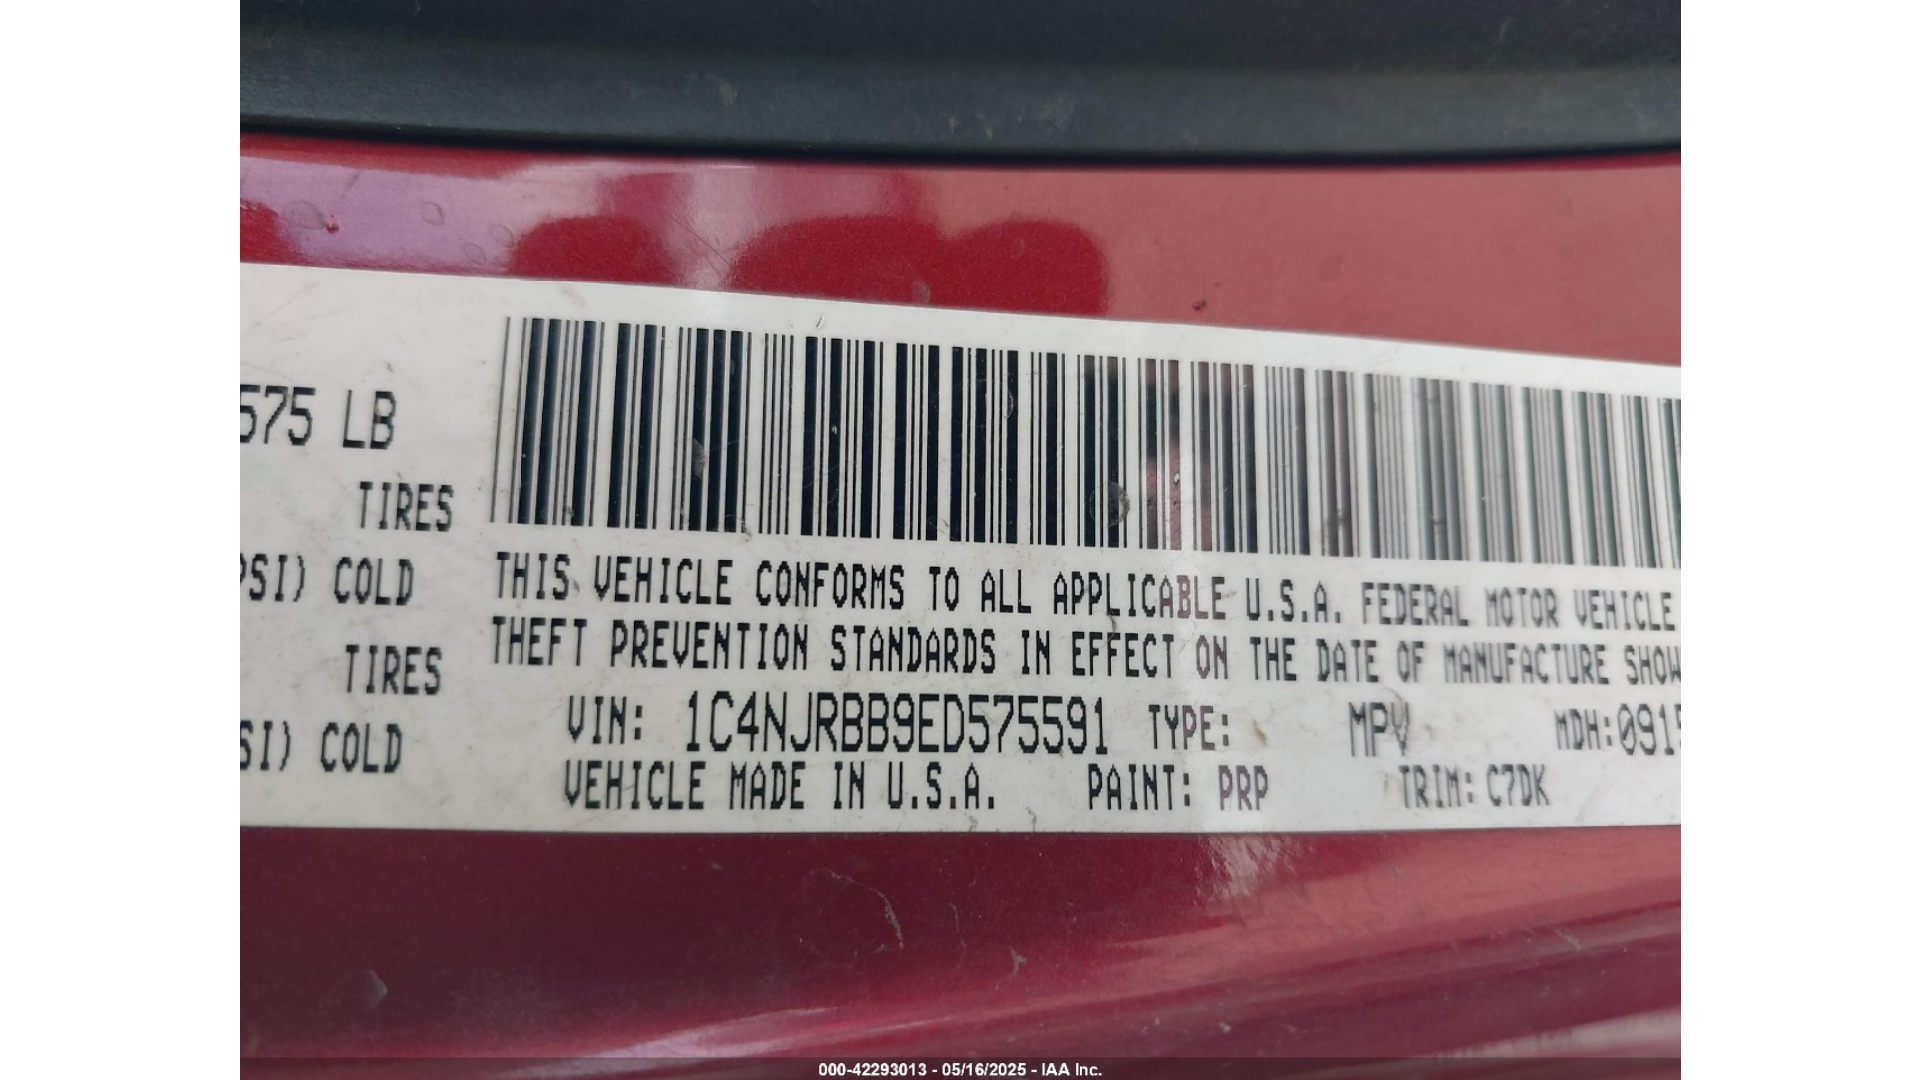 575 LB
TIRES
PSI) COLD
TIRES
SI) COLD
THIS VEHICLE CONFORMS TO ALL APPLICABLE U.S.A. FEDERAL MOTOR VEHICLE
THEFT PREVENTION STANDARDS IN EFFECT ON THE DATE OF MANUFACTURE SHOW
VIN: 1C4NJRBB9ED575591 TYPE: MPV MDH:0915
VEHICLE MADE IN U.S.A. PAINT: PRP TRIM: C7DK
000-42293013 - 05/16/2025 - IAA Inc.